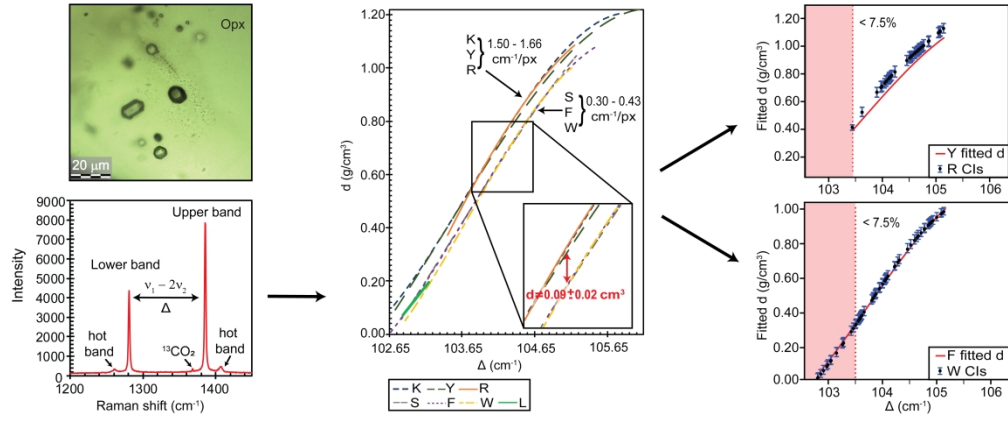 Opx
20 μm
9000
8000
7000
6000
5000
4000
3000
2000
1000
0
Intensity
Upper band
Lower band
ν₁ − 2ν₂
Δ
hot
band
¹³CO₂
hot
band
1200
1300
1400
Raman shift (cm⁻¹)
1.20
1.00
0.80
0.60
0.40
0.20
0.00
d (g/cm³)
K
Y
R
1.50 - 1.66
cm⁻¹/px
S
F
W
0.30 - 0.43
cm⁻¹/px
d≠0.09±0.02 cm³
102.65
103.65
104.65
105.65
Δ (cm⁻¹)
K Y R
S F W L
< 7.5%
1.20
1.00
0.80
0.60
0.40
0.20
Fitted d (g/cm³)
Y fitted d
R CIs
103
104
105
106
< 7.5%
1.00
0.80
0.60
0.40
0.20
0.00
Fitted d (g/cm³)
F fitted d
W CIs
103
104
105
106
Δ (cm⁻¹)